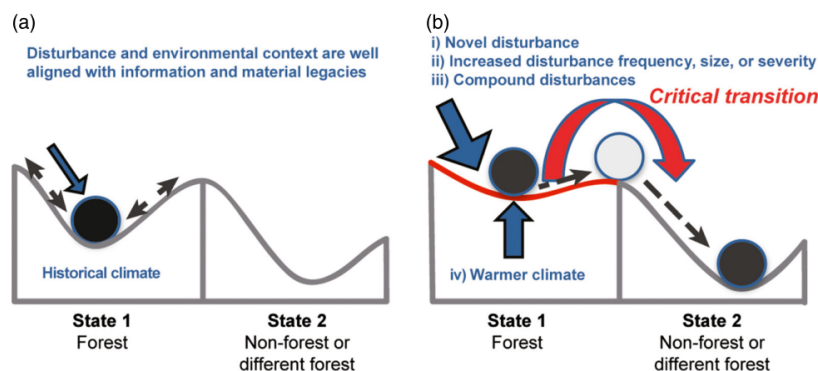 (a)
Disturbance and environmental context are well
aligned with information and material legacies
Historical climate
State 1
Forest
State 2
Non-forest or
different forest
(b)
i) Novel disturbance
ii) Increased disturbance frequency, size, or severity
iii) Compound disturbances
Critical transition
iv) Warmer climate
State 1
Forest
State 2
Non-forest or
different forest